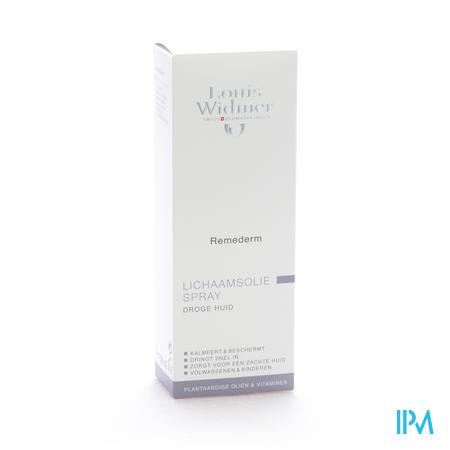 Louis
Widmer
Remederm
LICHAAMSOLIE
SPRAY
DROGE HUID
KALMEERT & BESCHERMT
DRINGT SNEL IN
ZORGT VOOR EEN ZACHTE HUID
VOLWASSENEN & KINDEREN
PLANTAARDIGE OLIËN & VITAMINES
IPM